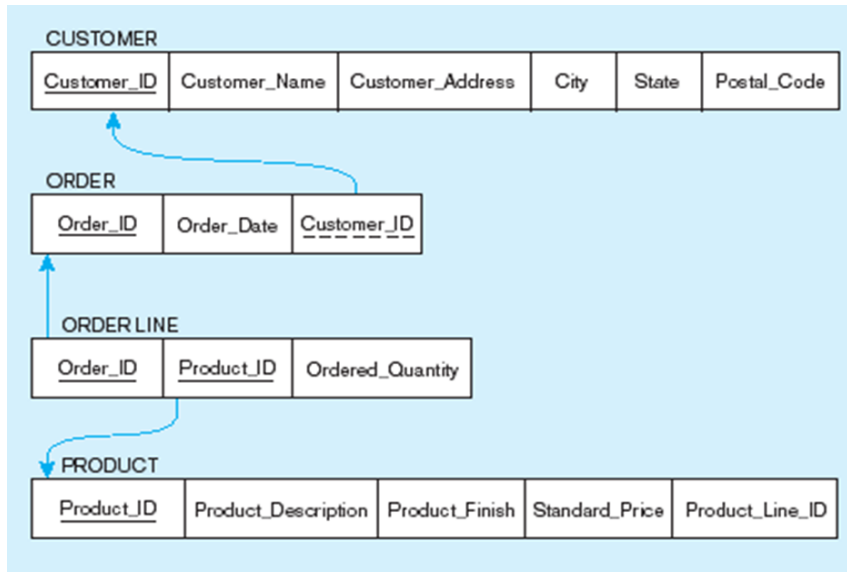 CUSTOMER
Customer_ID Customer_Name Customer_Address City State Postal_Code
ORDER
Order_ID Order_Date Customer_ID
ORDER LINE
Order_ID Product_ID Ordered_Quantity
PRODUCT
Product_ID Product_Description Product_Finish Standard_Price Product_Line_ID